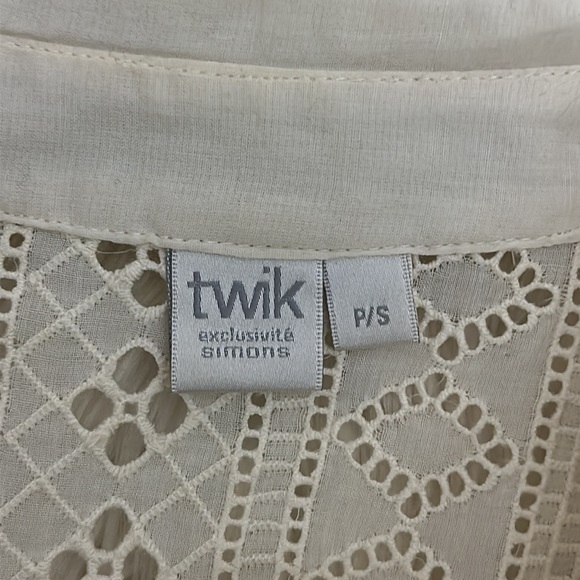 twik
exclusivité
simons
P/S